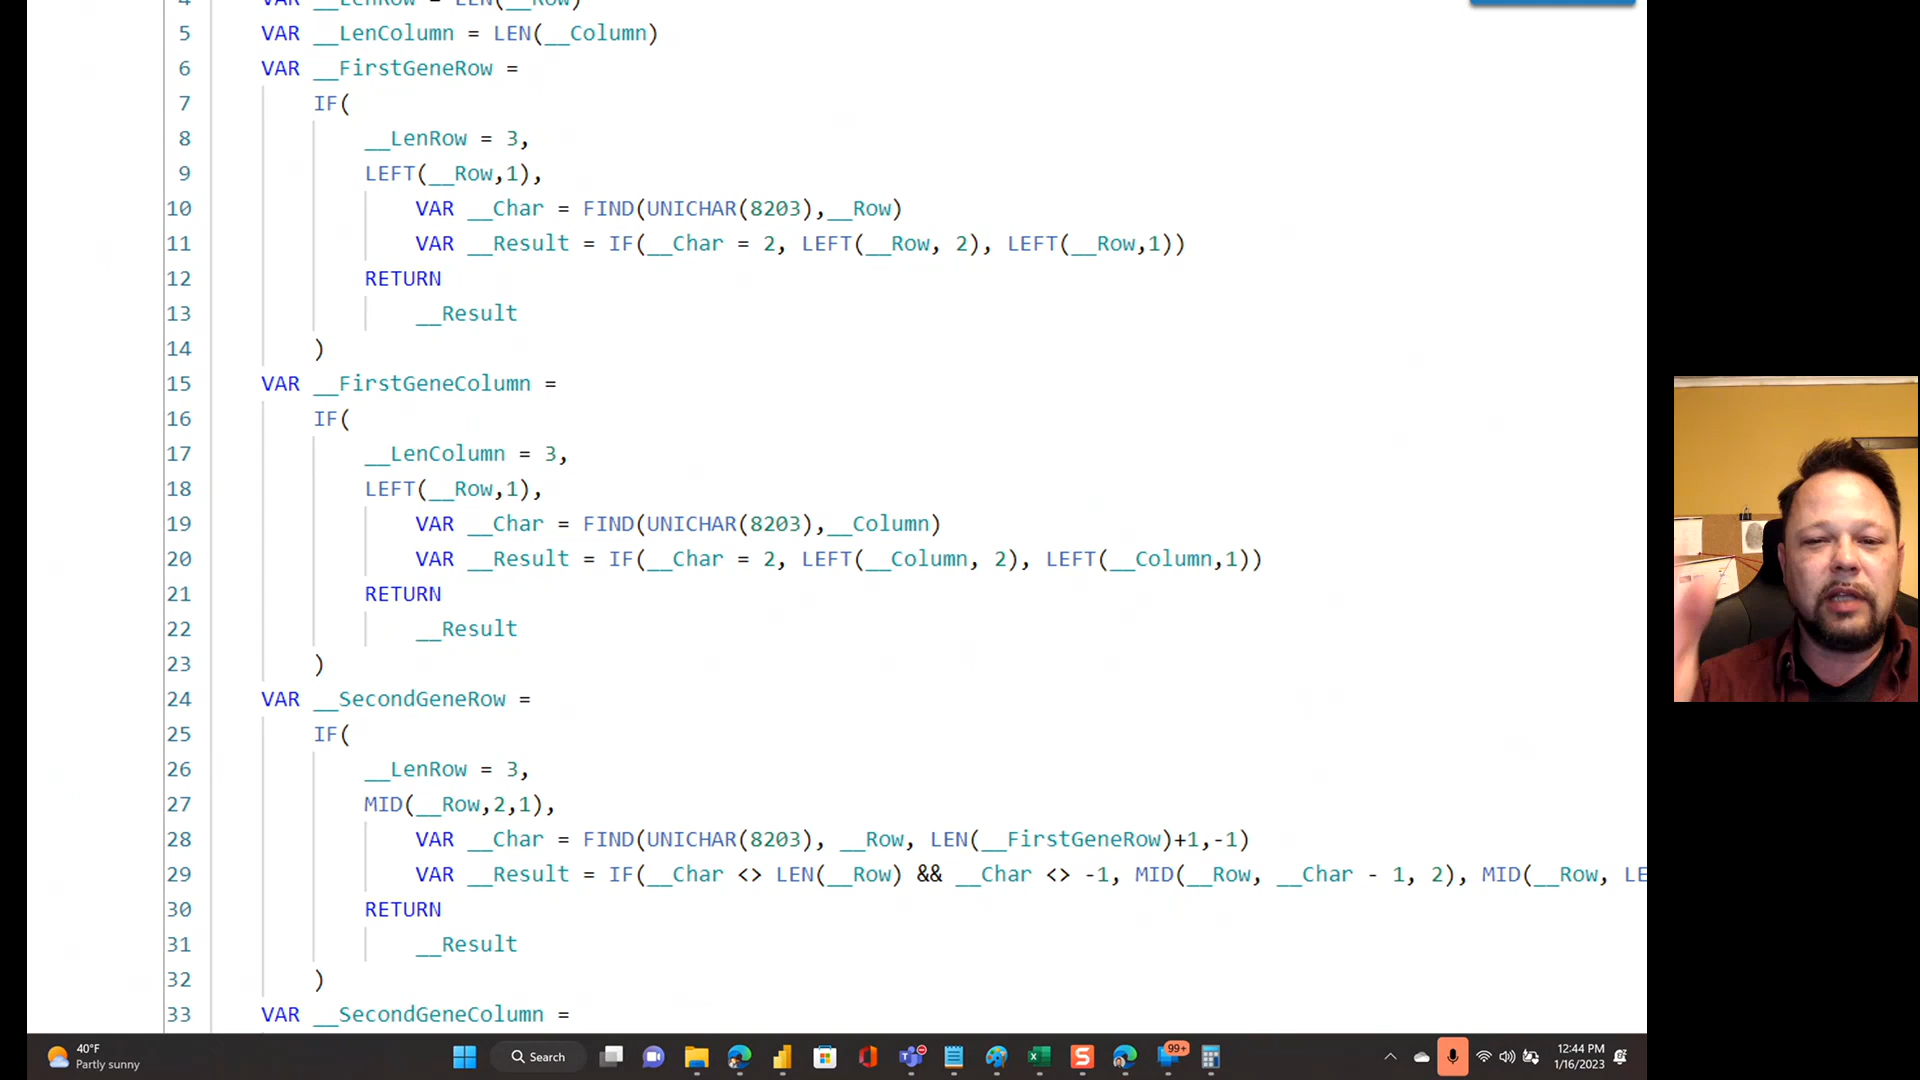 4 VAR __LenRow = LEN(__Row)
5 VAR __LenColumn = LEN(__Column)
6 VAR __FirstGeneRow =
7 IF(
8 __LenRow = 3,
9 LEFT(__Row,1),
10 VAR __Char = FIND(UNICHAR(8203),__Row)
11 VAR __Result = IF(__Char = 2, LEFT(__Row, 2), LEFT(__Row,1))
12 RETURN
13 __Result
14 )
15 VAR __FirstGeneColumn =
16 IF(
17 __LenColumn = 3,
18 LEFT(__Row,1),
19 VAR __Char = FIND(UNICHAR(8203),__Column)
20 VAR __Result = IF(__Char = 2, LEFT(__Column, 2), LEFT(__Column,1))
21 RETURN
22 __Result
23 )
24 VAR __SecondGeneRow =
25 IF(
26 __LenRow = 3,
27 MID(__Row,2,1),
28 VAR __Char = FIND(UNICHAR(8203), __Row, LEN(__FirstGeneRow)+1,-1)
29 VAR __Result = IF(__Char <> LEN(__Row) && __Char <> -1, MID(__Row, __Char - 1, 2), MID(__Row, LE
30 RETURN
31 __Result
32 )
33 VAR __SecondGeneColumn =
40°F
Partly sunny
Search
99+
12:44 PM
1/16/2023